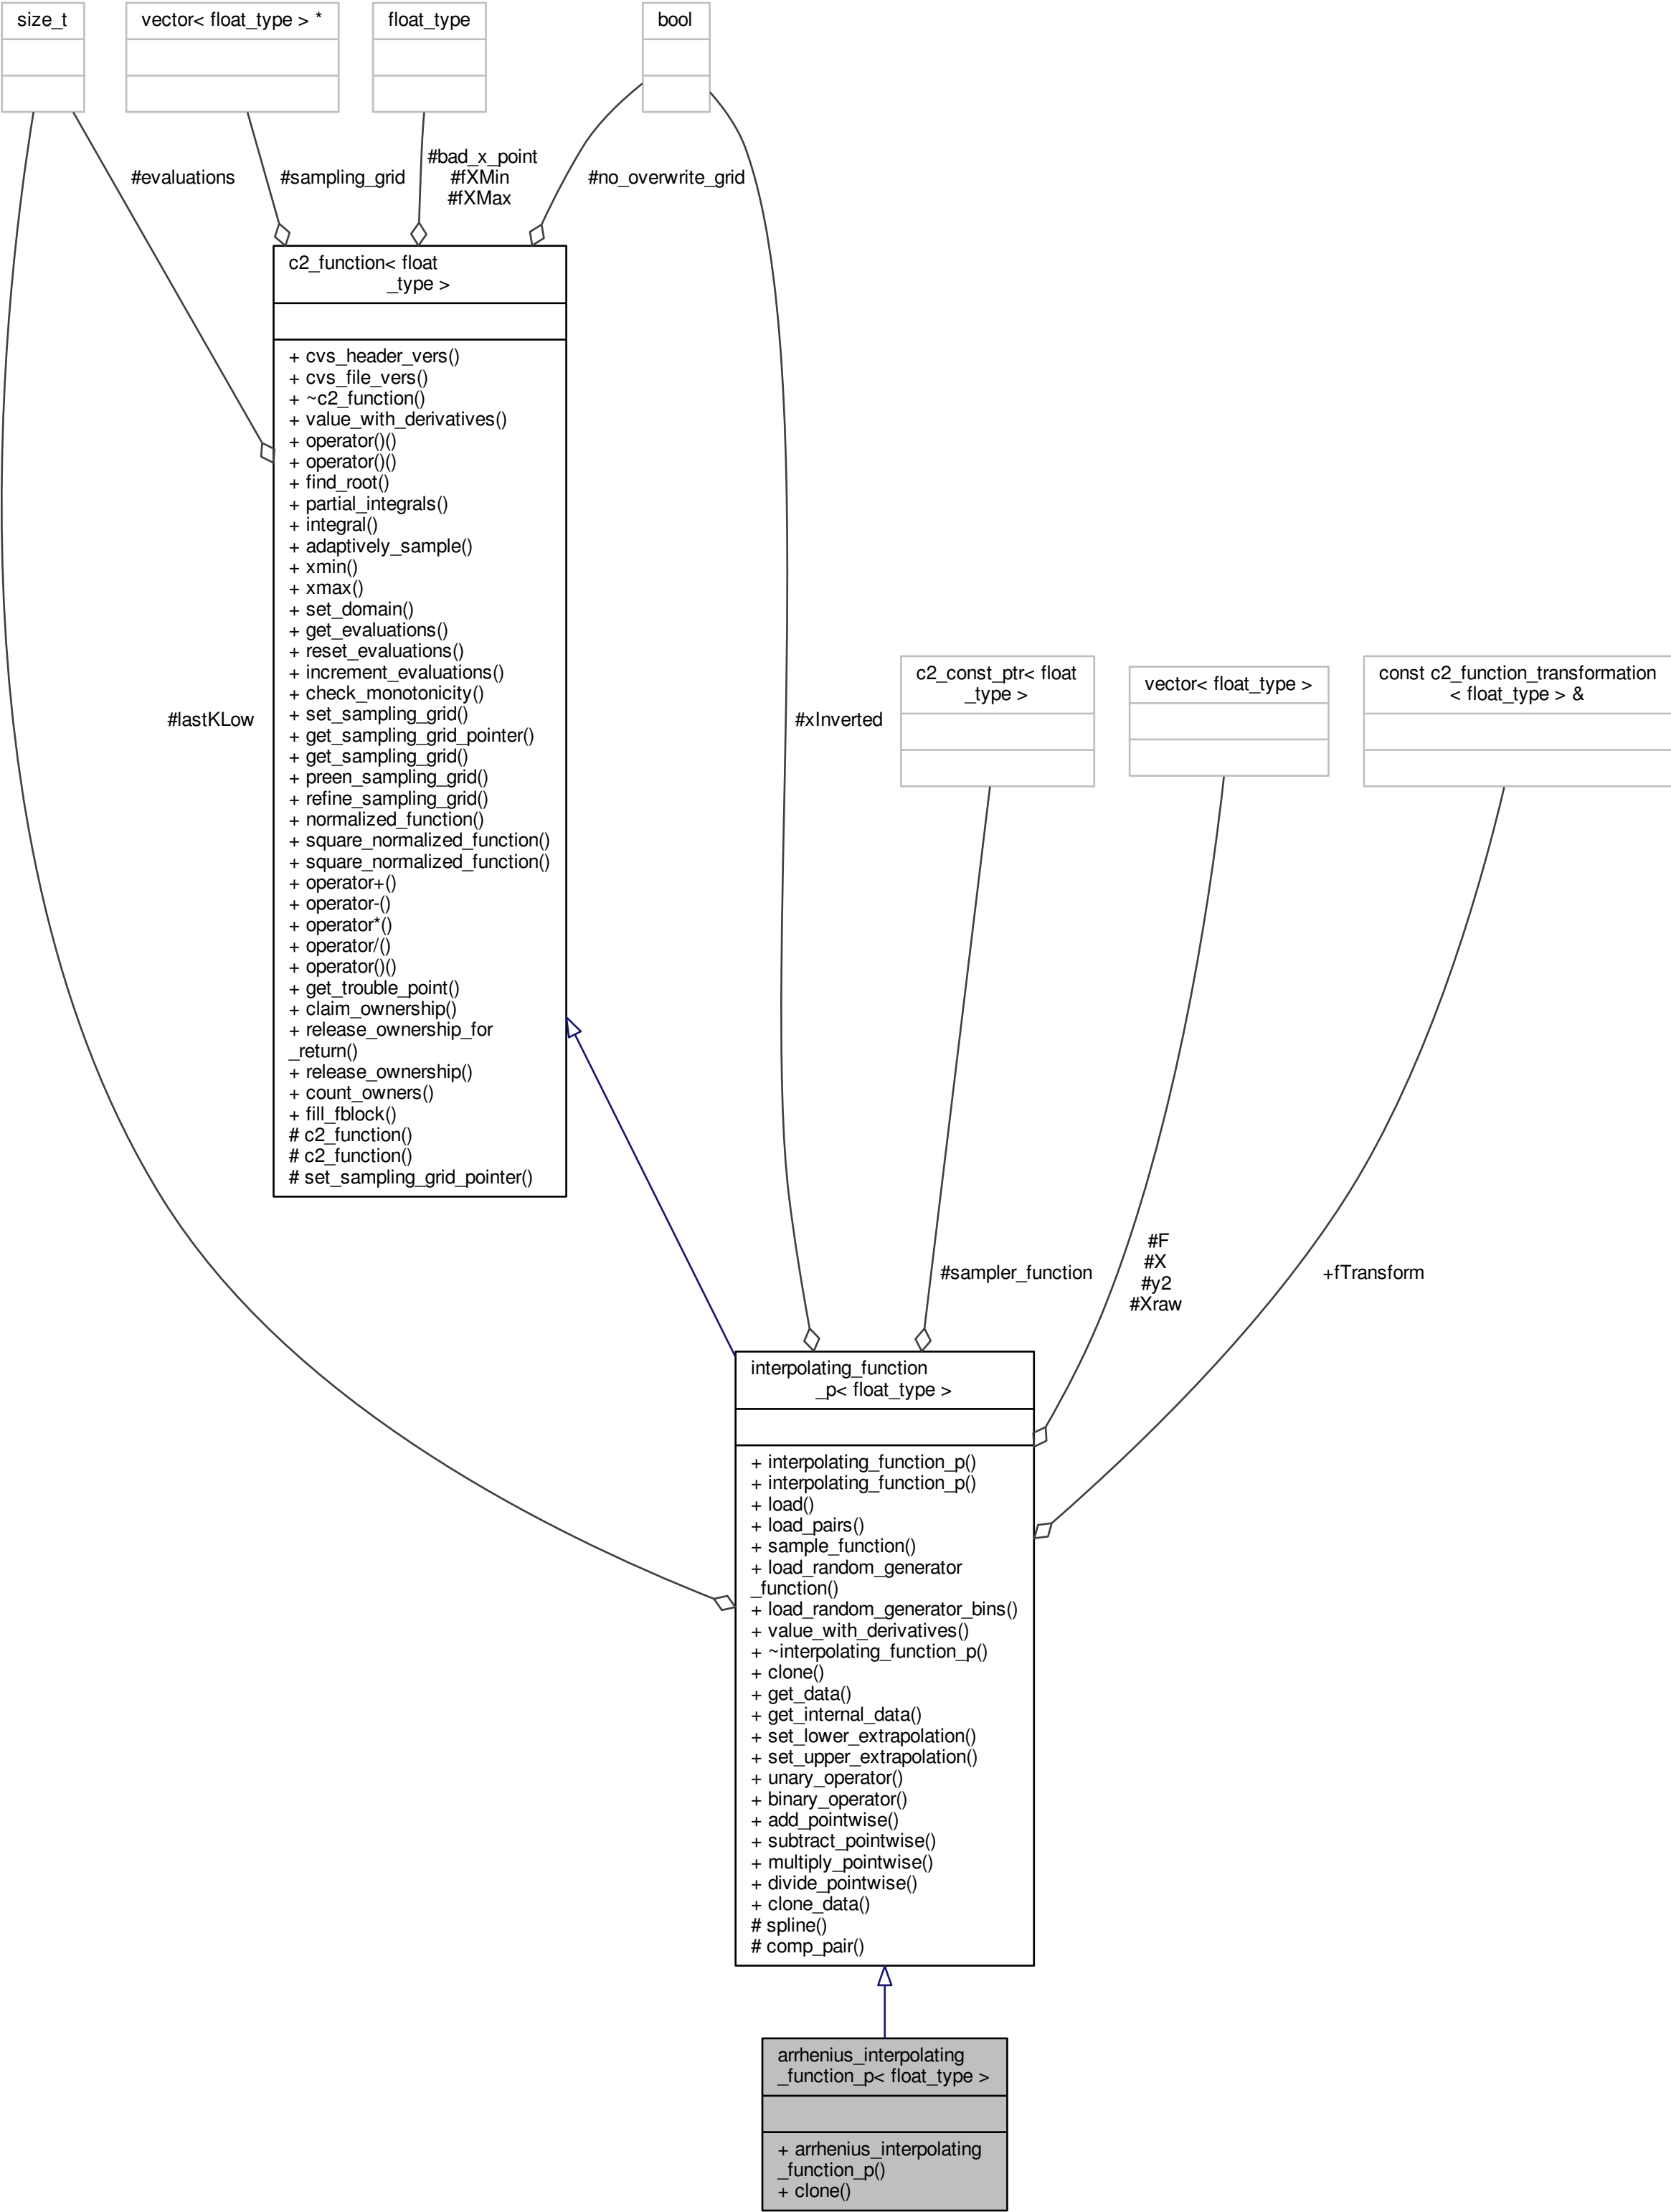 size_t
vector< float_type > *
float_type
bool
#evaluations
#sampling_grid
#bad_x_point
#fXMin
#fXMax
#no_overwrite_grid
c2_function< float
_type >
+ cvs_header_vers()
+ cvs_file_vers()
+ ~c2_function()
+ value_with_derivatives()
+ operator()()
+ operator()()
+ find_root()
+ partial_integrals()
+ integral()
+ adaptively_sample()
+ xmin()
+ xmax()
+ set_domain()
+ get_evaluations()
+ reset_evaluations()
+ increment_evaluations()
+ check_monotonicity()
+ set_sampling_grid()
+ get_sampling_grid_pointer()
+ get_sampling_grid()
+ preen_sampling_grid()
+ refine_sampling_grid()
+ normalized_function()
+ square_normalized_function()
+ square_normalized_function()
+ operator+()
+ operator-()
+ operator*()
+ operator/()
+ operator()()
+ get_trouble_point()
+ claim_ownership()
+ release_ownership_for
_return()
+ release_ownership()
+ count_owners()
+ fill_fblock()
# c2_function()
# c2_function()
# set_sampling_grid_pointer()
#lastKLow
#xInverted
c2_const_ptr< float
_type >
vector< float_type >
const c2_function_transformation
< float_type > &
#sampler_function
#F
#X
#y2
#Xraw
+fTransform
interpolating_function
_p< float_type >
+ interpolating_function_p()
+ interpolating_function_p()
+ load()
+ load_pairs()
+ sample_function()
+ load_random_generator
_function()
+ load_random_generator_bins()
+ value_with_derivatives()
+ ~interpolating_function_p()
+ clone()
+ get_data()
+ get_internal_data()
+ set_lower_extrapolation()
+ set_upper_extrapolation()
+ unary_operator()
+ binary_operator()
+ add_pointwise()
+ subtract_pointwise()
+ multiply_pointwise()
+ divide_pointwise()
+ clone_data()
# spline()
# comp_pair()
arrhenius_interpolating
_function_p< float_type >
+ arrhenius_interpolating
_function_p()
+ clone()